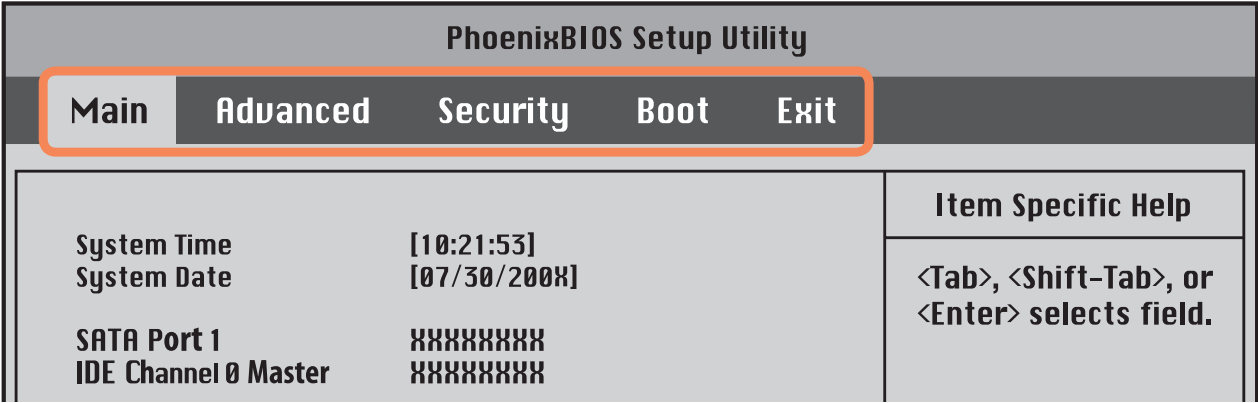 PhoenixBIOS Setup Utility
Main Advanced Security Boot Exit
Item Specific Help
System Time [10:21:53]
System Date [07/30/200X]
<Tab>, <Shift-Tab>, or
<Enter> selects field.
SATA Port 1 XXXXXXXX
IDE Channel 0 Master XXXXXXXX